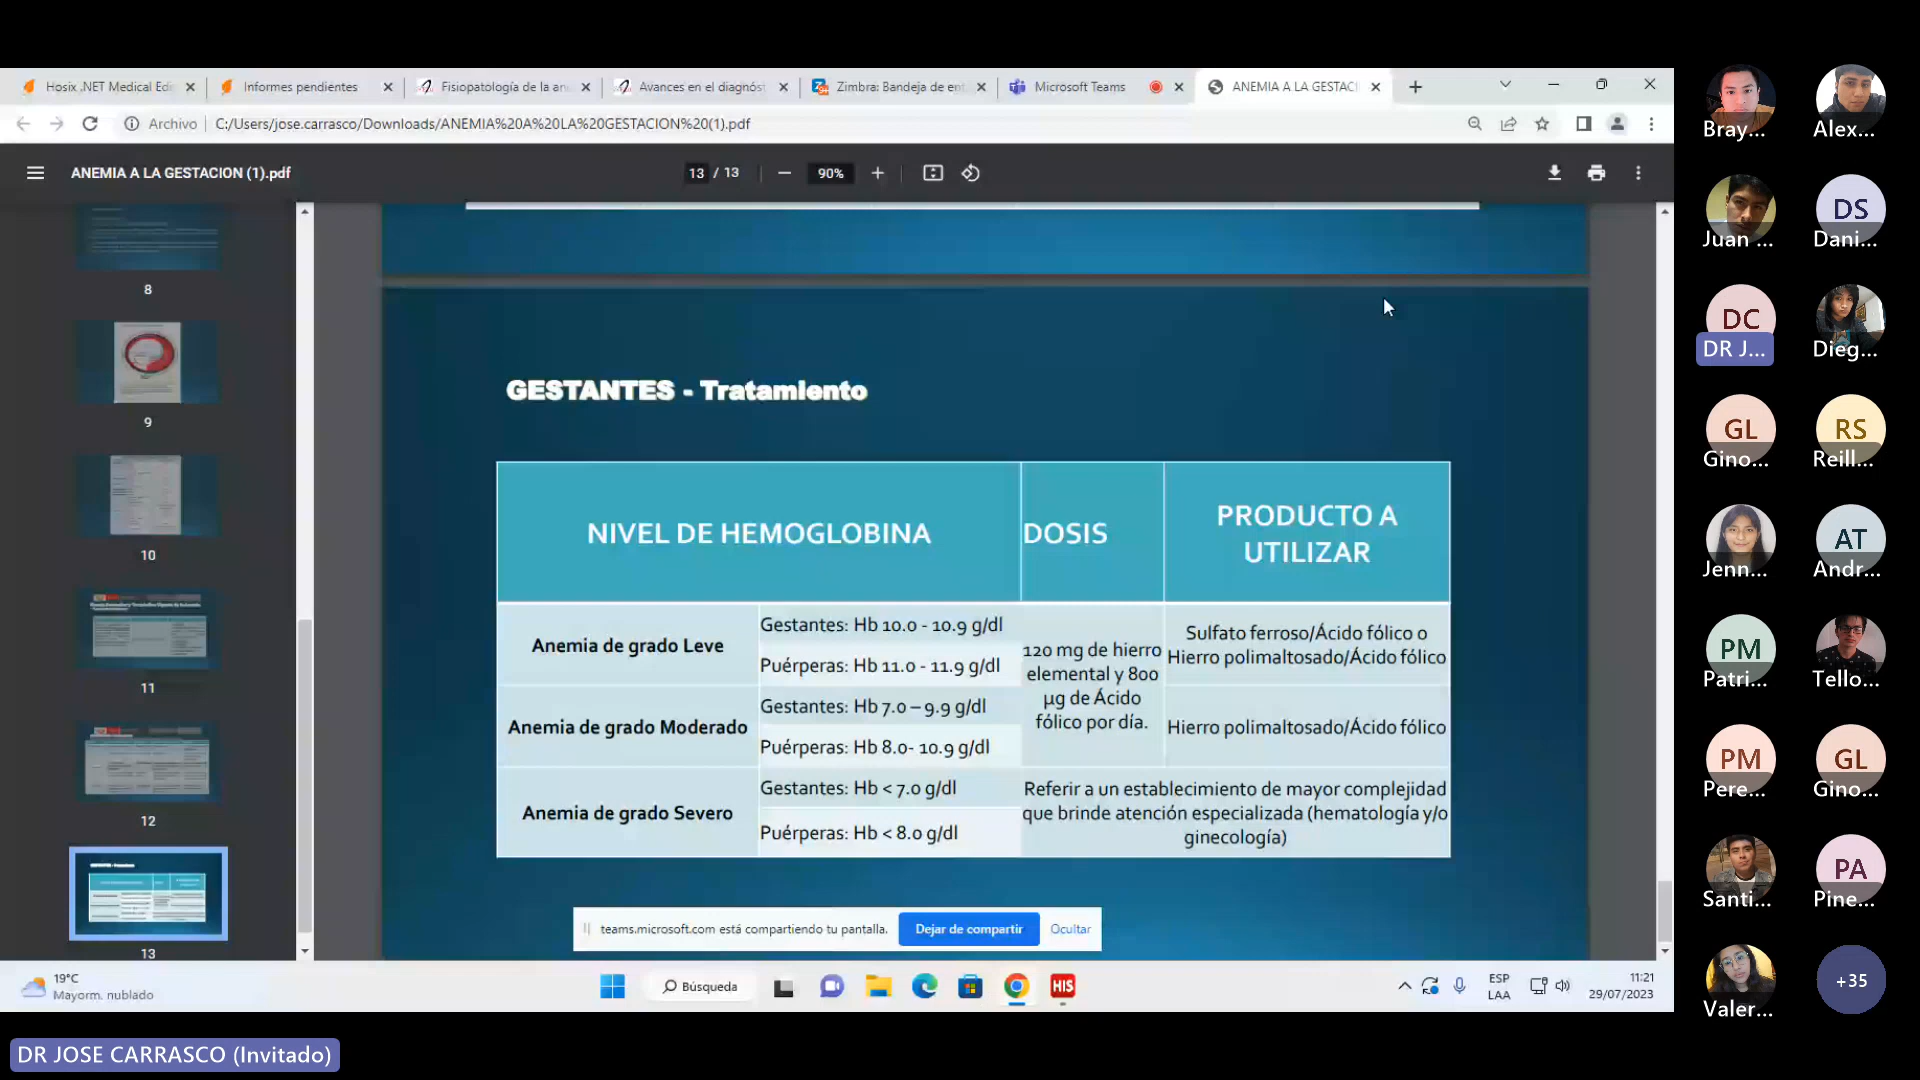 Hosix .NET Medical Edi
Informes pendientes
Fisiopatología de la an
Avances en el diagnóst
Zimbra: Bandeja de ent
Microsoft Teams
ANEMIA A LA GESTACI
Archivo
C:/Users/jose.carrasco/Downloads/ANEMIA%20A%20LA%20GESTACION%20(1).pdf
ANEMIA A LA GESTACION (1).pdf
13 / 13
90%
8
9
10
11
12
13
GESTANTES - Tratamiento
NIVEL DE HEMOGLOBINA
DOSIS
PRODUCTO A
UTILIZAR
Anemia de grado Leve
Gestantes: Hb 10.0 - 10.9 g/dl
Puérperas: Hb 11.0 - 11.9 g/dl
120 mg de hierro
elemental y 800
µg de Ácido
fólico por día.
Sulfato ferroso/Ácido fólico o
Hierro polimaltosado/Ácido fólico
Anemia de grado Moderado
Gestantes: Hb 7.0 – 9.9 g/dl
Puérperas: Hb 8.0- 10.9 g/dl
Hierro polimaltosado/Ácido fólico
Anemia de grado Severo
Gestantes: Hb < 7.0 g/dl
Puérperas: Hb < 8.0 g/dl
Referir a un establecimiento de mayor complejidad
que brinde atención especializada (hematología y/o
ginecología)
teams.microsoft.com está compartiendo tu pantalla.
Dejar de compartir
Ocultar
19°C
Mayorm. nublado
Búsqueda
HIS
ESP
LAA
11:21
29/07/2023
Bray...
Alex...
Juan ...
DS
Dani...
DC
DR J...
Dieg...
GL
Gino...
RS
Reill...
Jenn...
AT
Andr...
PM
Patri...
Tello...
PM
Pere...
GL
Gino...
Santi...
PA
Pine...
Valer...
+35
DR JOSE CARRASCO (Invitado)